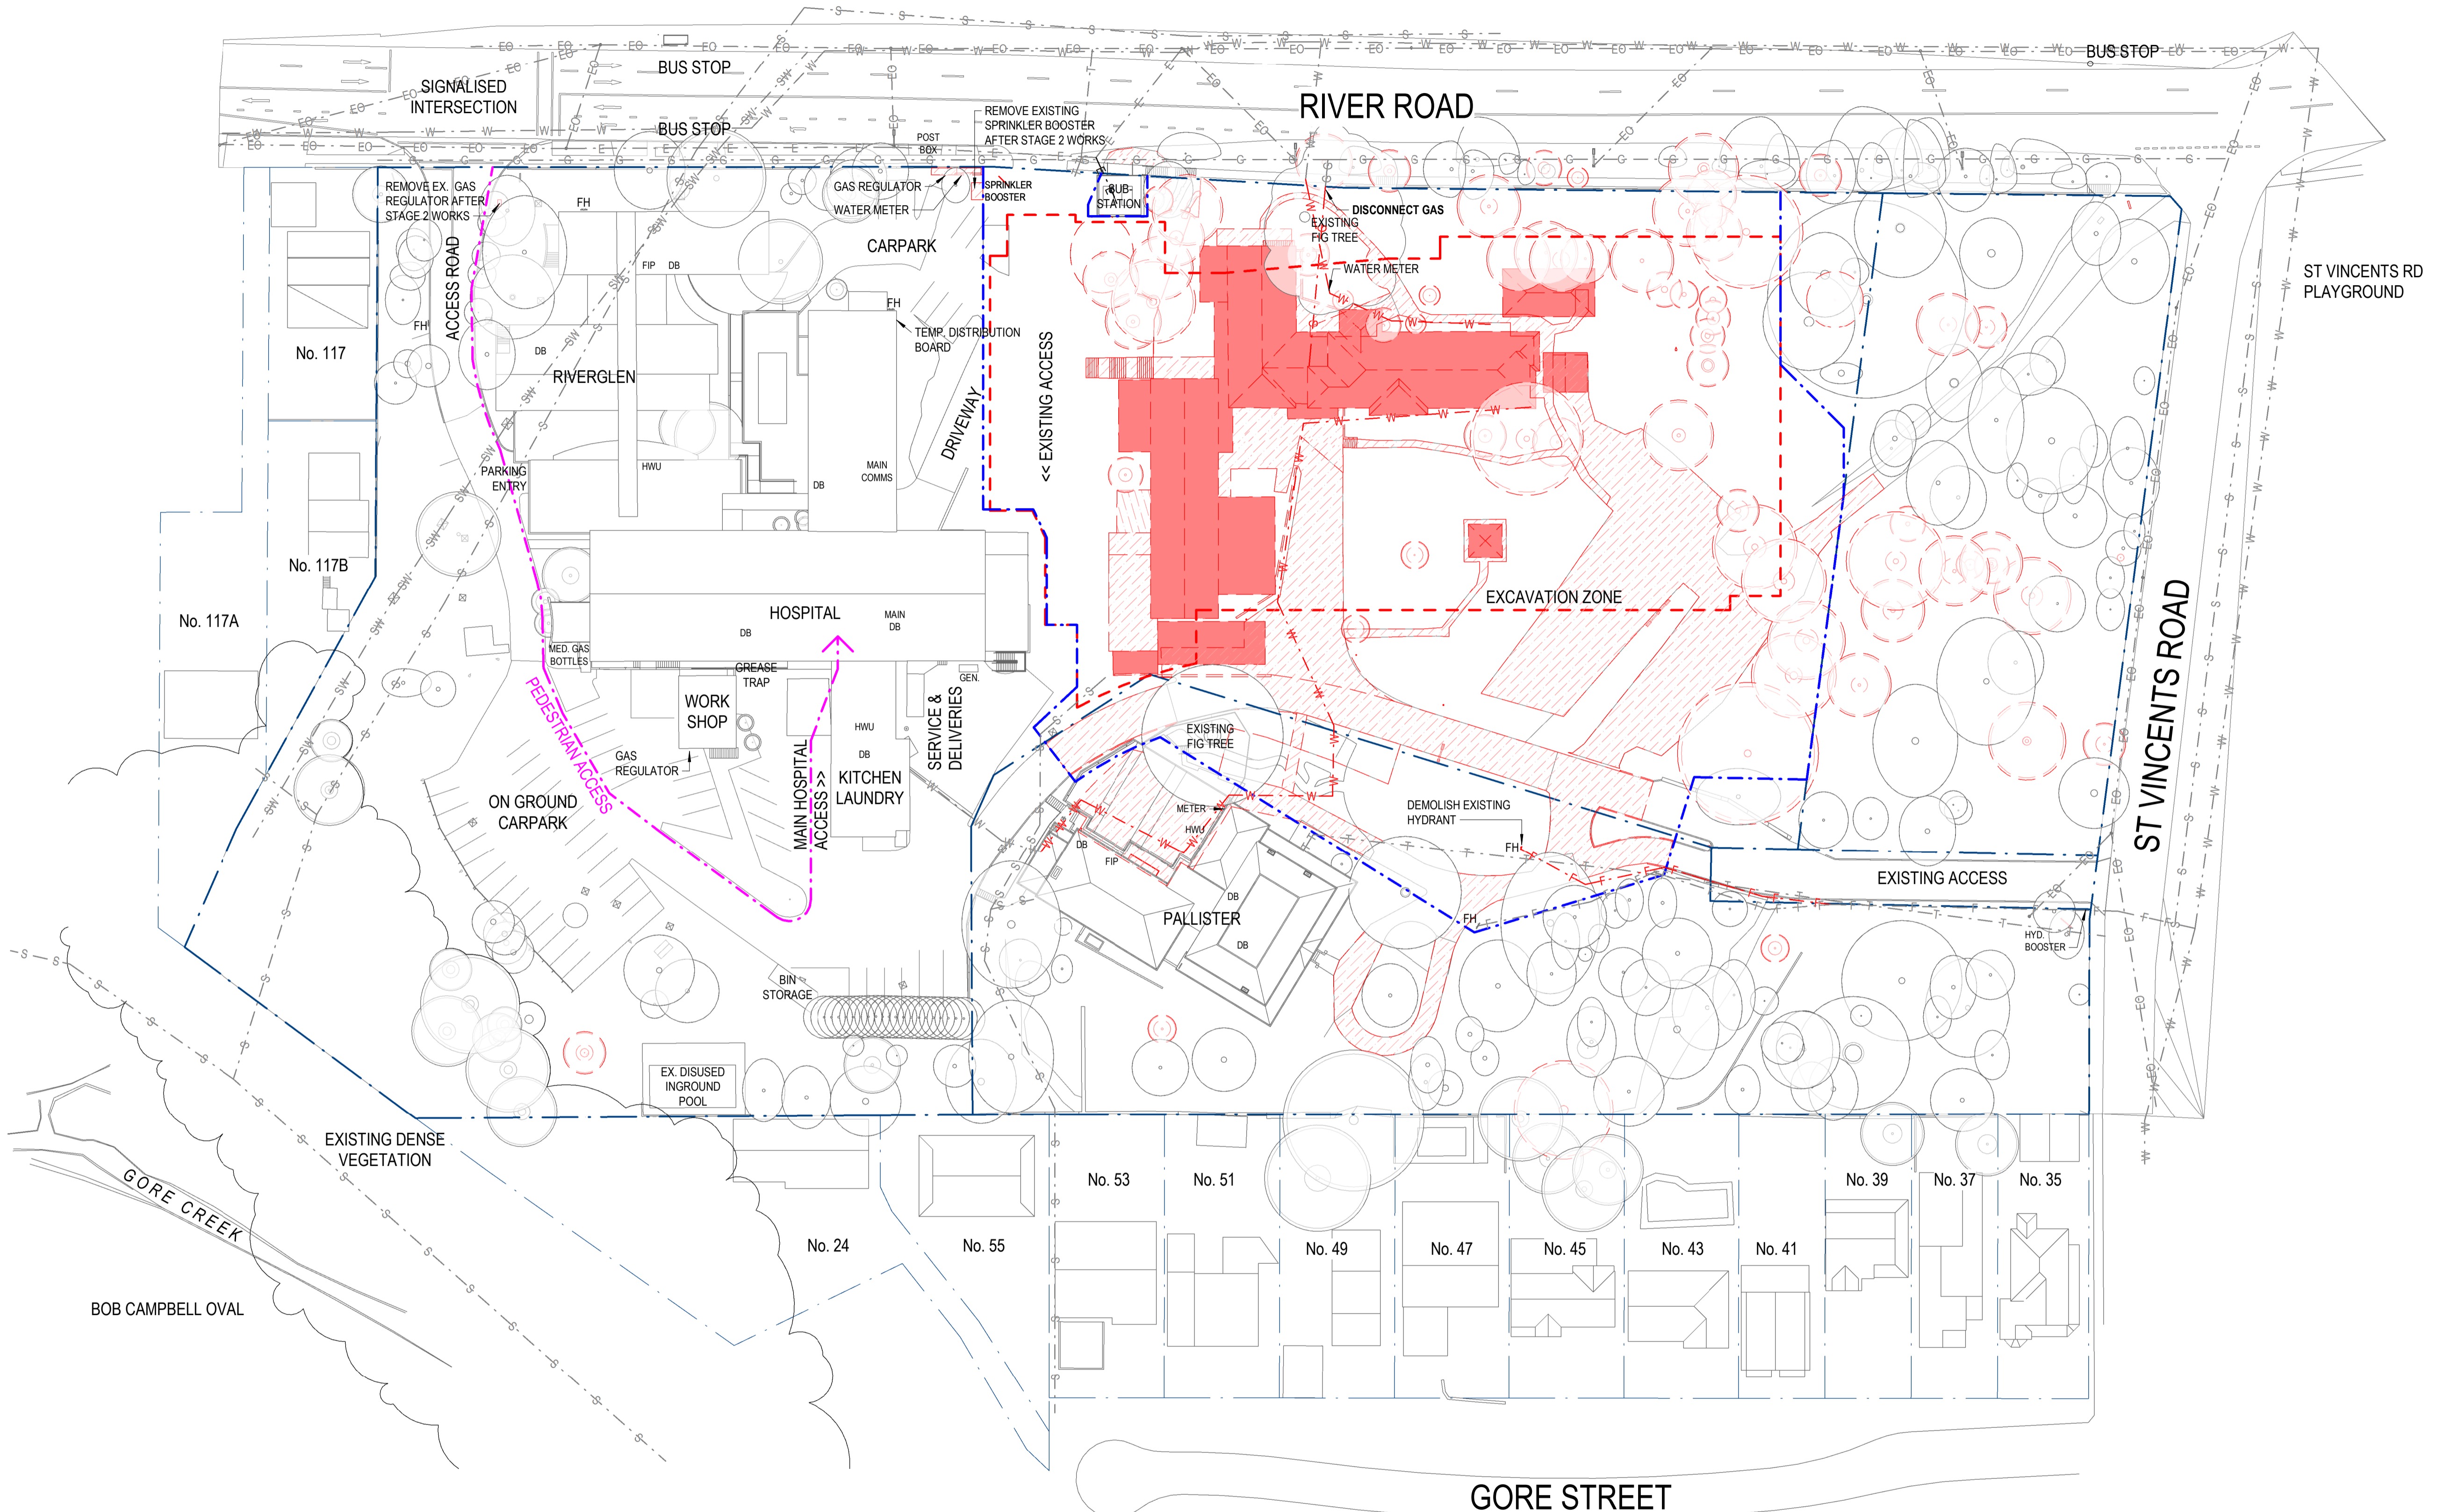 BUS STOP
BUS STOP
SIGNALISED
INTERSECTION
RIVER ROAD
BUS STOP
REMOVE EXISTING
SPRINKLER BOOSTER
AFTER STAGE 2 WORKS
POST
BOX
REMOVE EX. GAS
REGULATOR AFTER
STAGE 2 WORKS
GAS REGULATOR
WATER METER
SPRINKLER
BOOSTER
SUB-
STATION
DISCONNECT GAS
EXISTING
FIG TREE
WATER METER
FH
CARPARK
FIP
DB
ACCESS ROAD
ST VINCENTS RD
PLAYGROUND
FH
FH
TEMP. DISTRIBUTION
BOARD
No. 117
DB
RIVERGLEN
DRIVEWAY
<< EXISTING ACCESS
PARKING
ENTRY
HWU
MAIN
COMMS
DB
No. 117B
No. 117A
HOSPITAL
MAIN
DB
DB
EXCAVATION ZONE
MED. GAS
BOTTLES
GREASE
TRAP
GEN.
WORK
SHOP
PEDESTRIAN ACCESS
SERVICE &
DELIVERIES
HWU
DB
GAS
REGULATOR
MAIN HOSPITAL
ACCESS >>
KITCHEN
LAUNDRY
ON GROUND
CARPARK
EXISTING
FIG TREE
METER
HWU
DB
FIP
DEMOLISH EXISTING
HYDRANT
FH
ST VINCENTS ROAD
EXISTING ACCESS
DB
PALLISTER
DB
FH
HYD.
BOOSTER
BIN
STORAGE
EX. DISUSED
INGROUND
POOL
EXISTING DENSE
VEGETATION
GORE CREEK
BOB CAMPBELL OVAL
No. 24
No. 55
No. 53
No. 51
No. 49
No. 47
No. 45
No. 43
No. 41
No. 39
No. 37
No. 35
GORE STREET